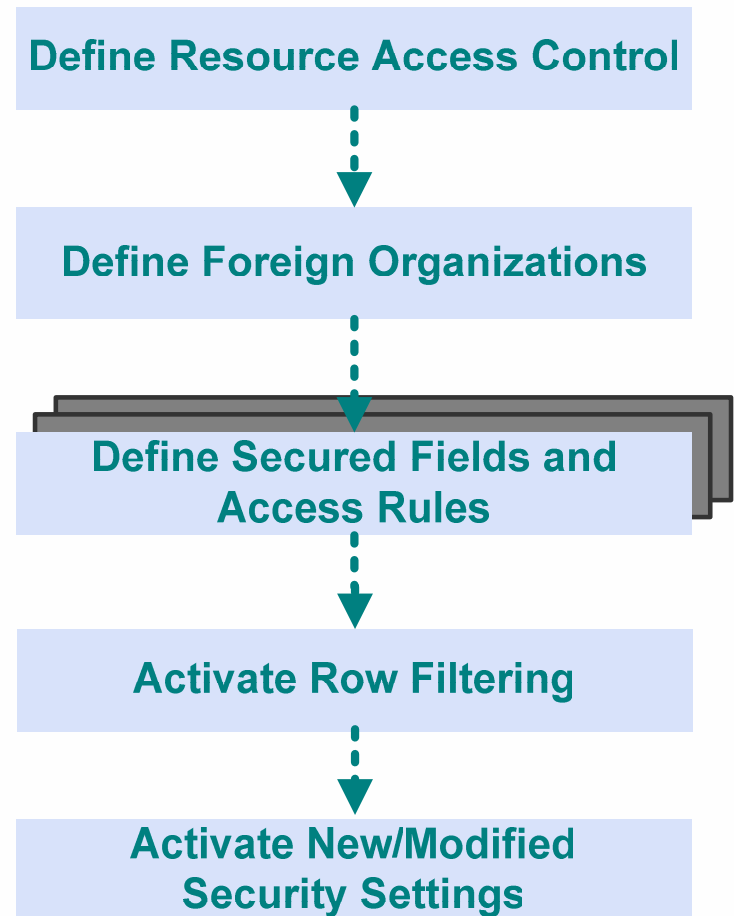 Define Resource Access Control
Define Foreign Organizations
Define Secured Fields and
Access Rules
Activate Row Filtering
Activate New/Modified
Security Settings